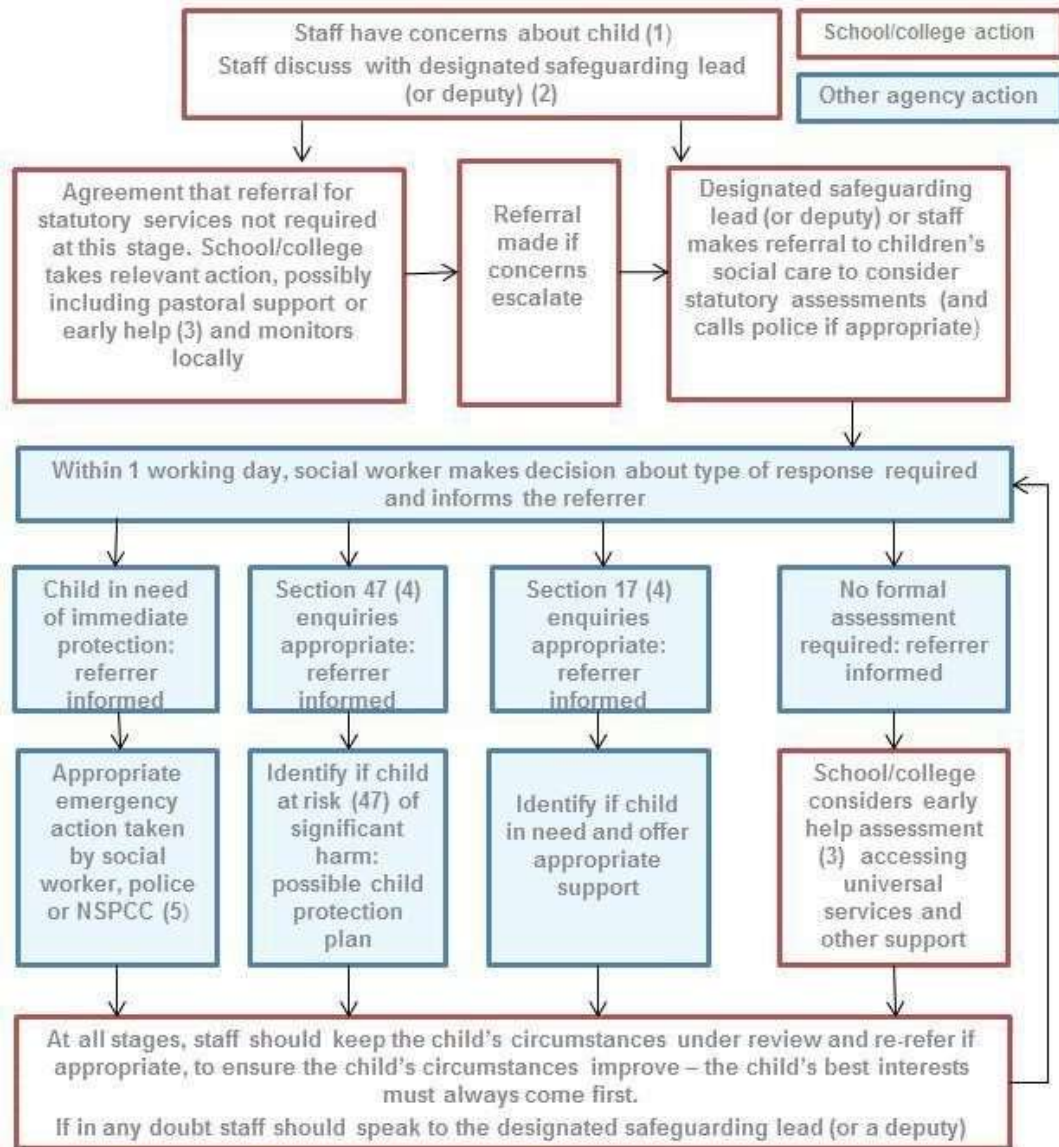 Staff have concerns about child (1)
Staff discuss with designated safeguarding lead
(or deputy) (2)
School/college action
Other agency action
Agreement that referral for
statutory services not required
at this stage. School/college
takes relevant action, possibly
including pastoral support or
early help (3) and monitors
locally
Referral
made if
concerns
escalate
Designated safeguarding
lead (or deputy) or staff
makes referral to children's
social care to consider
statutory assessments (and
calls police if appropriate)
Within 1 working day, social worker makes decision about type of response required
and informs the referrer
Child in need
of immediate
protection:
referrer
informed
Section 47 (4)
enquiries
appropriate:
referrer
informed
Section 17 (4)
enquiries
appropriate:
referrer
informed
No formal
assessment
required: referrer
informed
Appropriate
emergency
action taken
by social
worker, police
or NSPCC (5)
Identify if child
at risk (47) of
significant
harm:
possible child
protection
plan
Identify if child
in need and offer
appropriate
support
School/college
considers early
help assessment
(3) accessing
universal
services and
other support
At all stages, staff should keep the child's circumstances under review and re-refer if
appropriate, to ensure the child's circumstances improve – the child's best interests
must always come first.
If in any doubt staff should speak to the designated safeguarding lead (or a deputy)